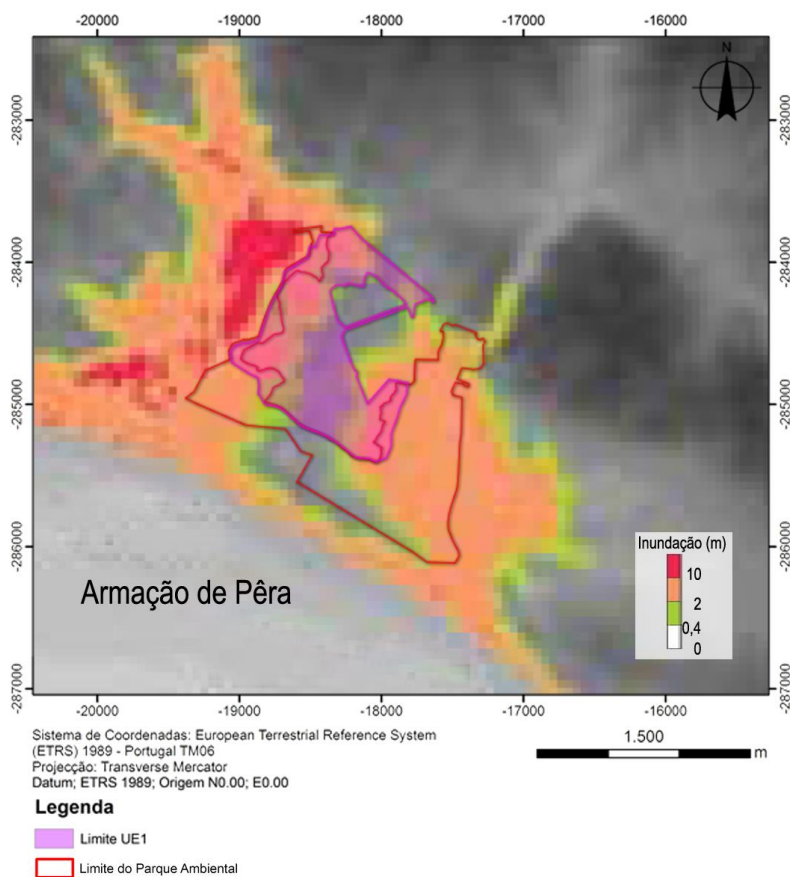 -20000 -19000 -18000 -17000 -16000
N
-283000 -283000
-284000 -284000
-285000 -285000
-286000 -286000
-287000 -287000
Armação de Pêra
Inundação (m)
10
2
0,4
0
-20000 -19000 -18000 -17000 -16000
Sistema de Coordenadas: European Terrestrial Reference System
(ETRS) 1989 - Portugal TM06
Projecção: Transverse Mercator
Datum; ETRS 1989; Origem N0.00; E0.00
1.500
m
Legenda
Limite UE1
Limite do Parque Ambiental